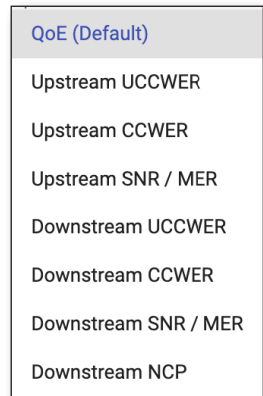 QoE (Default)
Upstream UCCWER
Upstream CCWER
Upstream SNR / MER
Downstream UCCWER
Downstream CCWER
Downstream SNR / MER
Downstream NCP